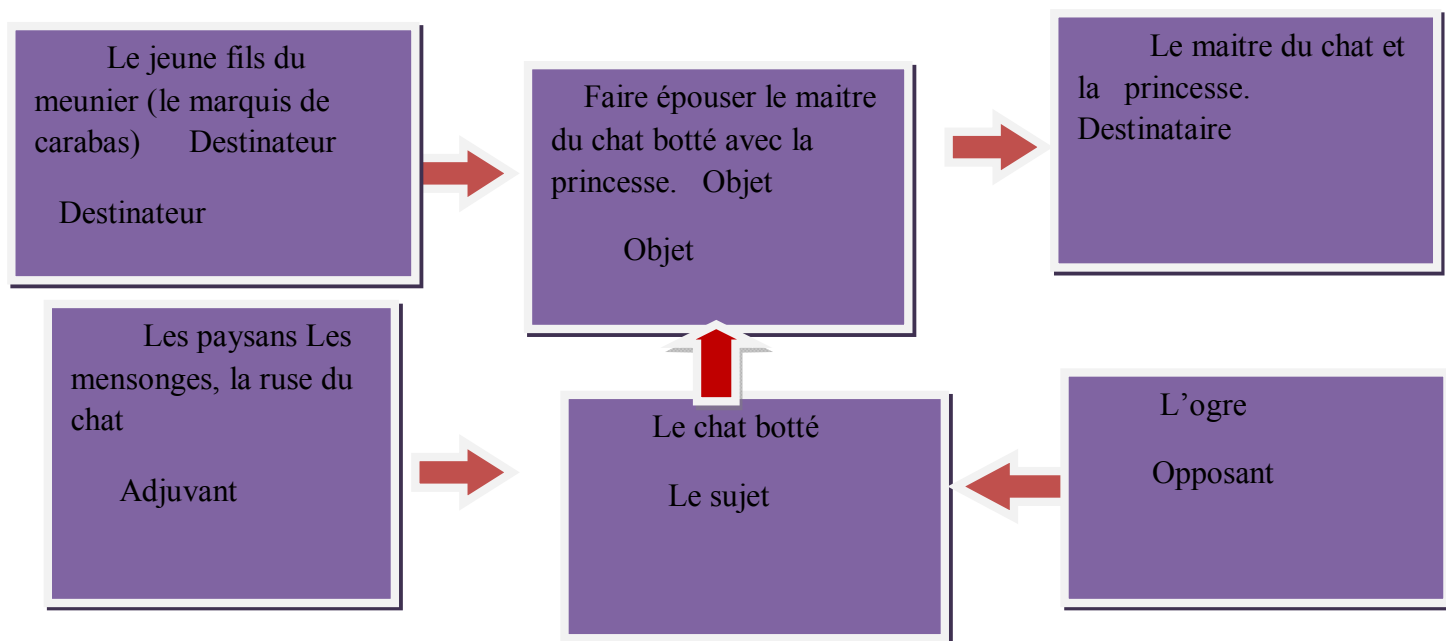 Le jeune fils du
meunier (le marquis de
carabas) Destinateur
Destinateur
Faire épouser le maitre
du chat botté avec la
princesse. Objet
Objet
Le maitre du chat et
la princesse.
Destinataire
Les paysans Les
mensonges, la ruse du
chat
Adjuvant
Le chat botté
Le sujet
L’ogre
Opposant